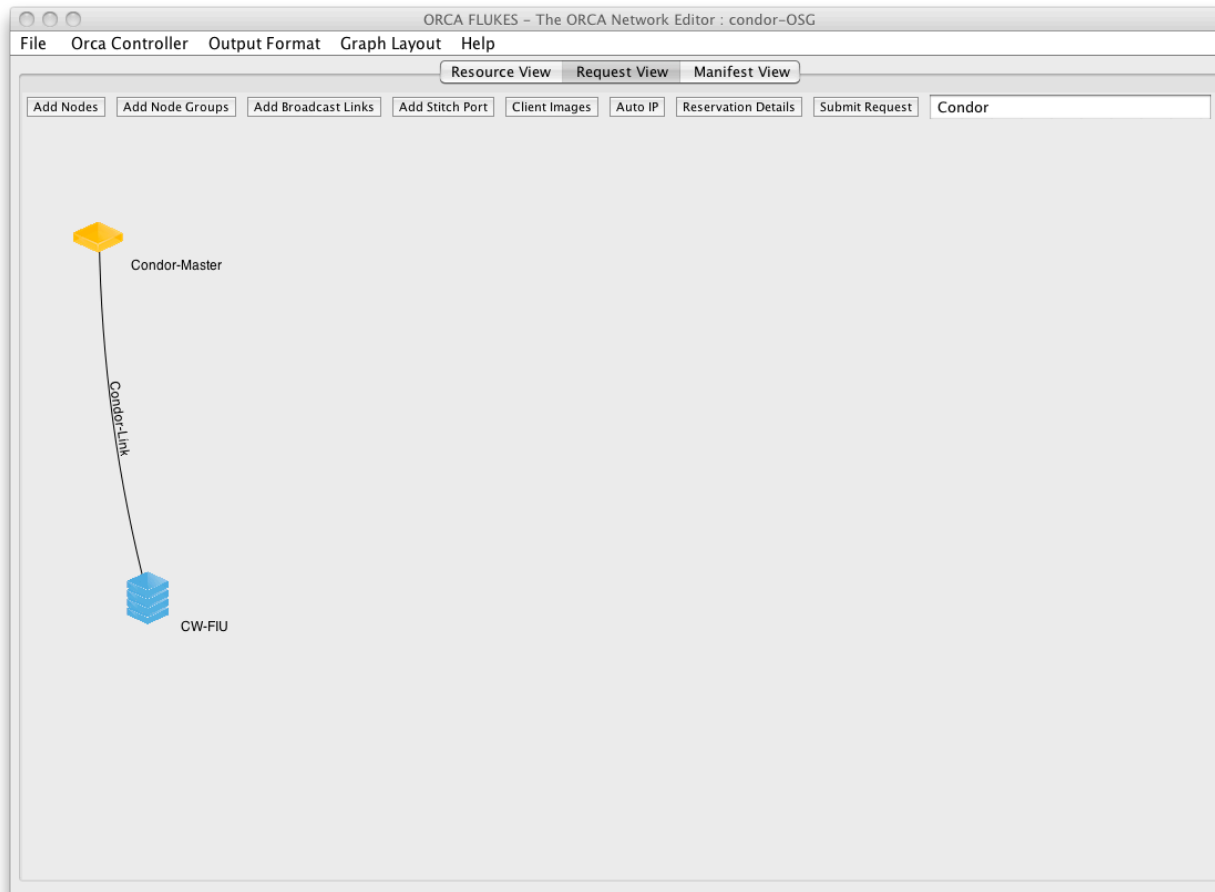 ORCA FLUKES – The ORCA Network Editor : condor-OSG
File Orca Controller Output Format Graph Layout Help
Resource View Request View Manifest View
Add Nodes Add Node Groups Add Broadcast Links Add Stitch Port Client Images Auto IP Reservation Details Submit Request Condor
Condor-Master
Condor-Link
CW-FIU